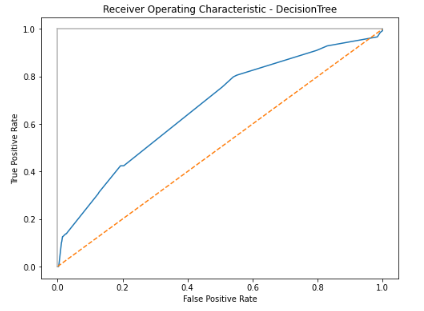 Receiver Operating Characteristic - DecisionTree
1.0
0.8
0.6
0.4
0.2
0.0
True Positive Rate
0.0 0.2 0.4 0.6 0.8 1.0
False Positive Rate